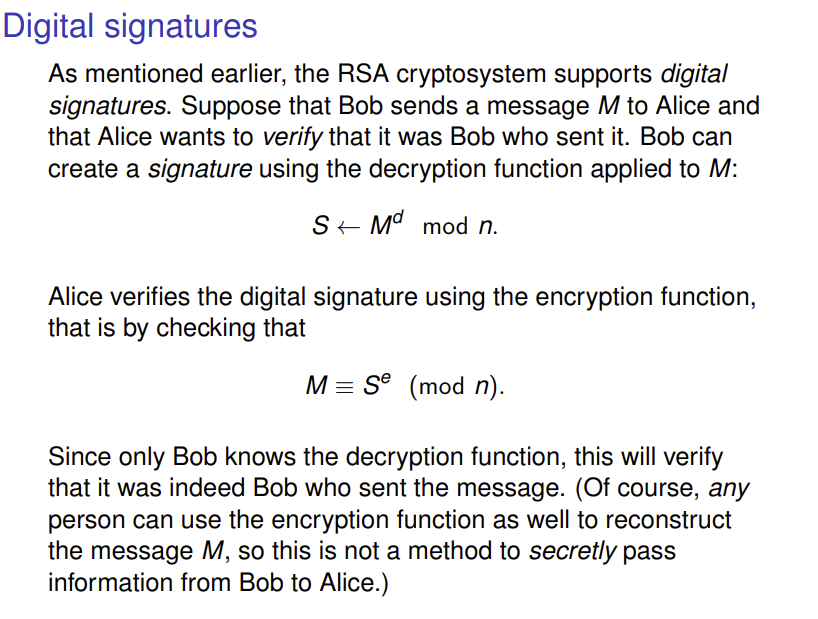 Digital signatures
As mentioned earlier, the RSA cryptosystem supports digital
signatures. Suppose that Bob sends a message M to Alice and
that Alice wants to verify that it was Bob who sent it. Bob can
create a signature using the decryption function applied to M:
S ← M^d mod n.
Alice verifies the digital signature using the encryption function,
that is by checking that
M ≡ S^e (mod n).
Since only Bob knows the decryption function, this will verify
that it was indeed Bob who sent the message. (Of course, any
person can use the encryption function as well to reconstruct
the message M, so this is not a method to secretly pass
information from Bob to Alice.)